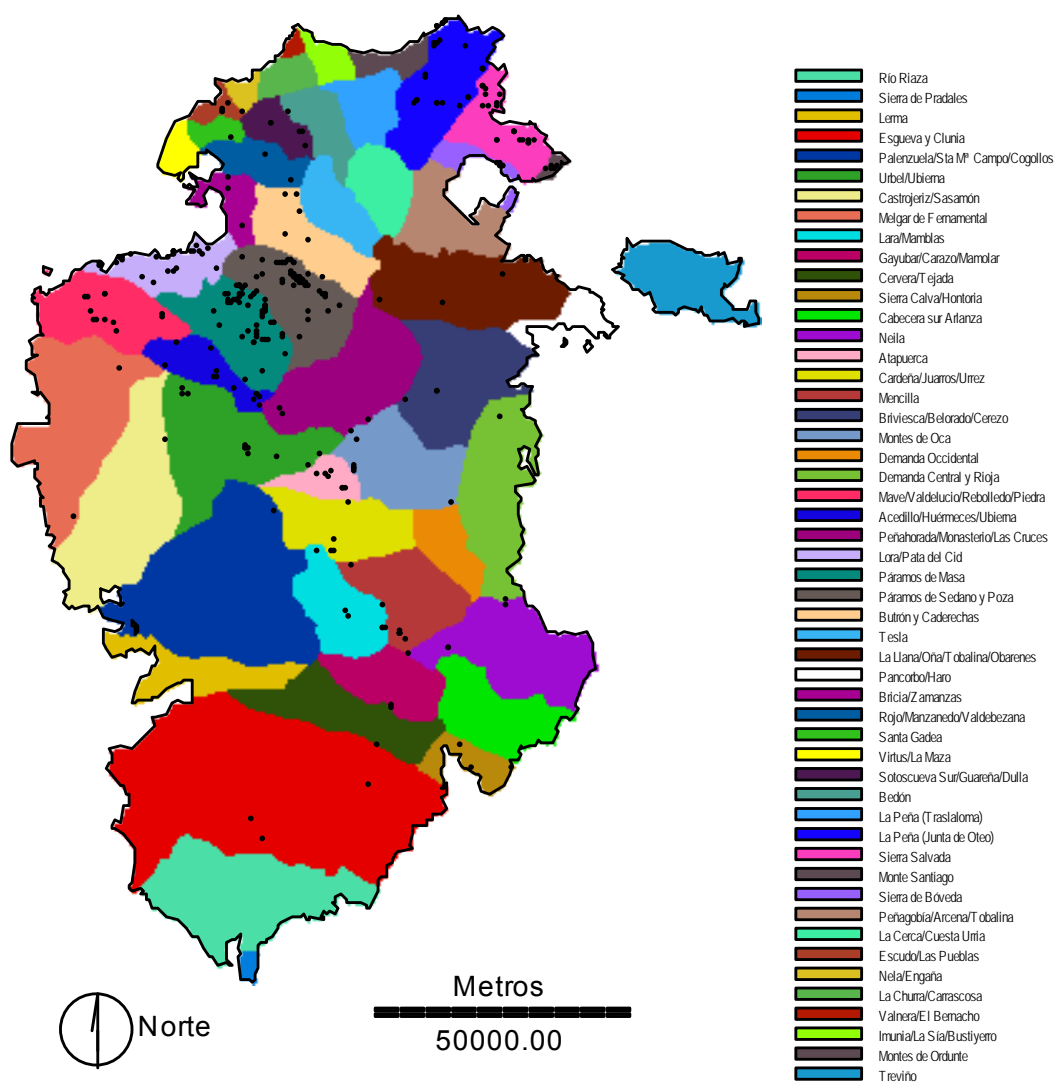 Río Riaza
Sierra de Pradales
Lerma
Esgueva y Clunia
Palenzuela/Sta Mª Campo/Cogollos
Urbel/Ubierna
Castrojeriz/Sasamón
Melgar de Fernamental
Lara/Mamblas
Gayubar/Carazo/Mamolar
Cervera/Tejada
Sierra Calva/Hontoria
Cabecera sur Arlanza
Neila
Atapuerca
Cardeña/Juarros/Urrez
Mencilla
Briviesca/Belorado/Cerezo
Montes de Oca
Demanda Occidental
Demanda Central y Rioja
Mave/Valdelucio/Rebolledo/Piedra
Acedillo/Huérmeces/Ubierna
Peñahorada/Monasterio/Las Cruces
Lora/Pata del Cid
Páramos de Masa
Páramos de Sedano y Poza
Butrón y Caderechas
Tesla
La Llana/Oña/Tobalina/Obarenes
Pancorbo/Haro
Bricia/Zamanzas
Rojo/Manzanedo/Valdebezana
Santa Gadea
Virtus/La Maza
Sotoscueva Sur/Guareña/Dulla
Bedón
La Peña (Traslaloma)
La Peña (Junta de Oteo)
Sierra Salvada
Monte Santiago
Sierra de Bóveda
Peñagobía/Arcena/Tobalina
La Cerca/Cuesta Urria
Escudo/Las Pueblas
Nela/Engaña
La Churra/Carrascosa
Valnera/El Bernacho
Imunia/La Sía/Bustiyerro
Montes de Ordunte
Treviño
Metros
Norte
50000.00